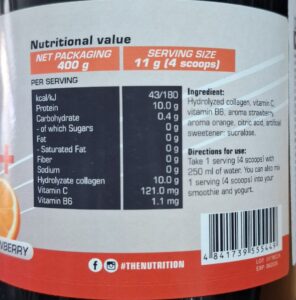 Nutritional value
NET PACKAGING
400 g
SERVING SIZE
11 g (4 scoops)
PER SERVING
kcal/kJ 43/180
Protein 10.0 g
Carbohydrate 0.4 g
- of which Sugars 0 g
Fat 0 g
- Saturated Fat 0 g
Fiber 0 g
Sodium 0 g
Hydrolyzate collagen 10.0 g
Vitamin C 121.0 mg
Vitamin B6 1.1 mg
Ingredient:
Hydrolyzed collagen, vitamin C,
vitamin B6, aroma strawberry,
aroma orange, citric acid, artificial
sweetener: sucralose.
Directions for use:
Take 1 serving (4 scoops) with
250 ml of water. You can also mix
1 serving (4 scoops) into your
smoothie and yogurt.
WBERRY
#THENUTRITION
4 841739 555449